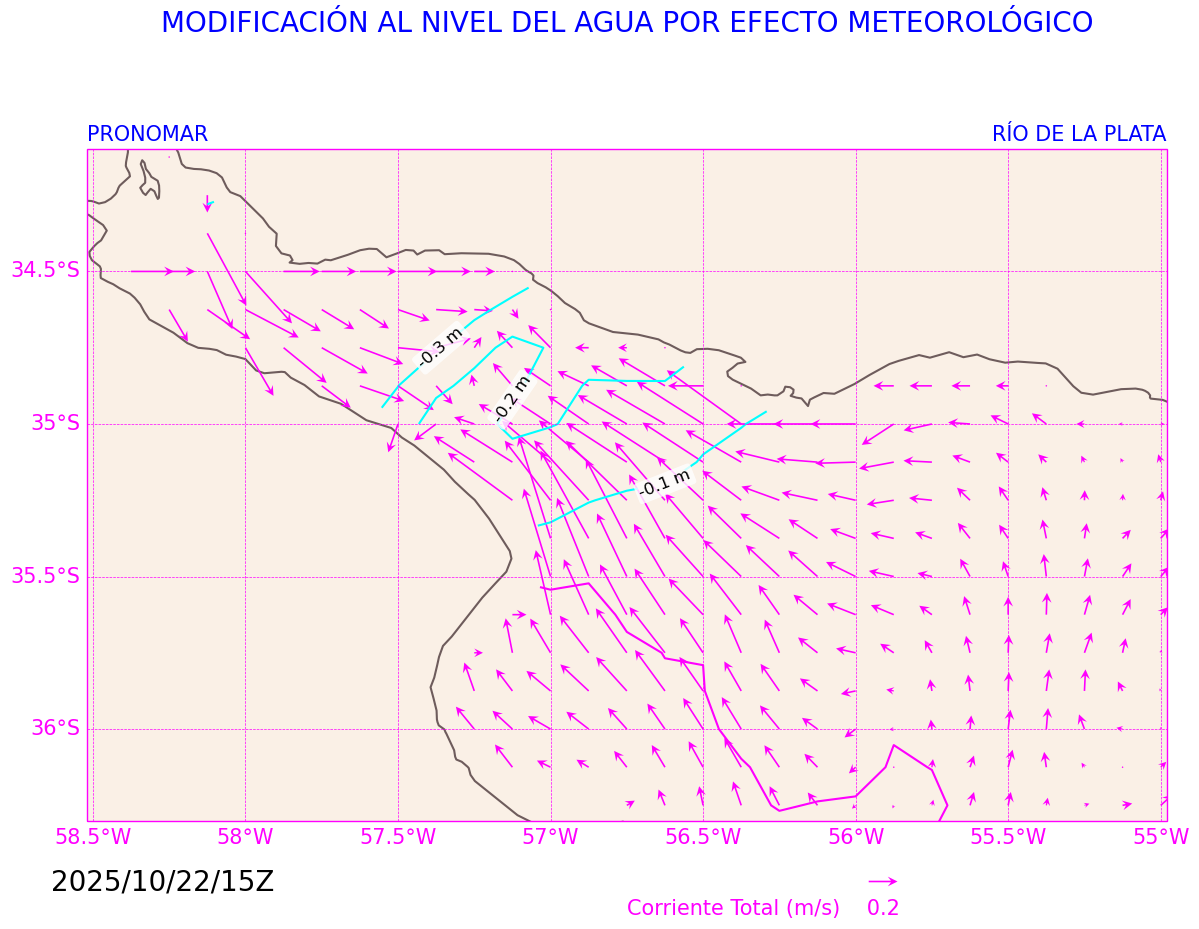 MODIFICACIÓN AL NIVEL DEL AGUA POR EFECTO METEOROLÓGICO
PRONOMAR
RÍO DE LA PLATA
34.5°S
35°S
35.5°S
36°S
-0.3 m
-0.2 m
-0.1 m
58.5°W
58°W
57.5°W
57°W
56.5°W
56°W
55.5°W
55°W
2025/10/22/15Z
Corriente Total (m/s)
0.2